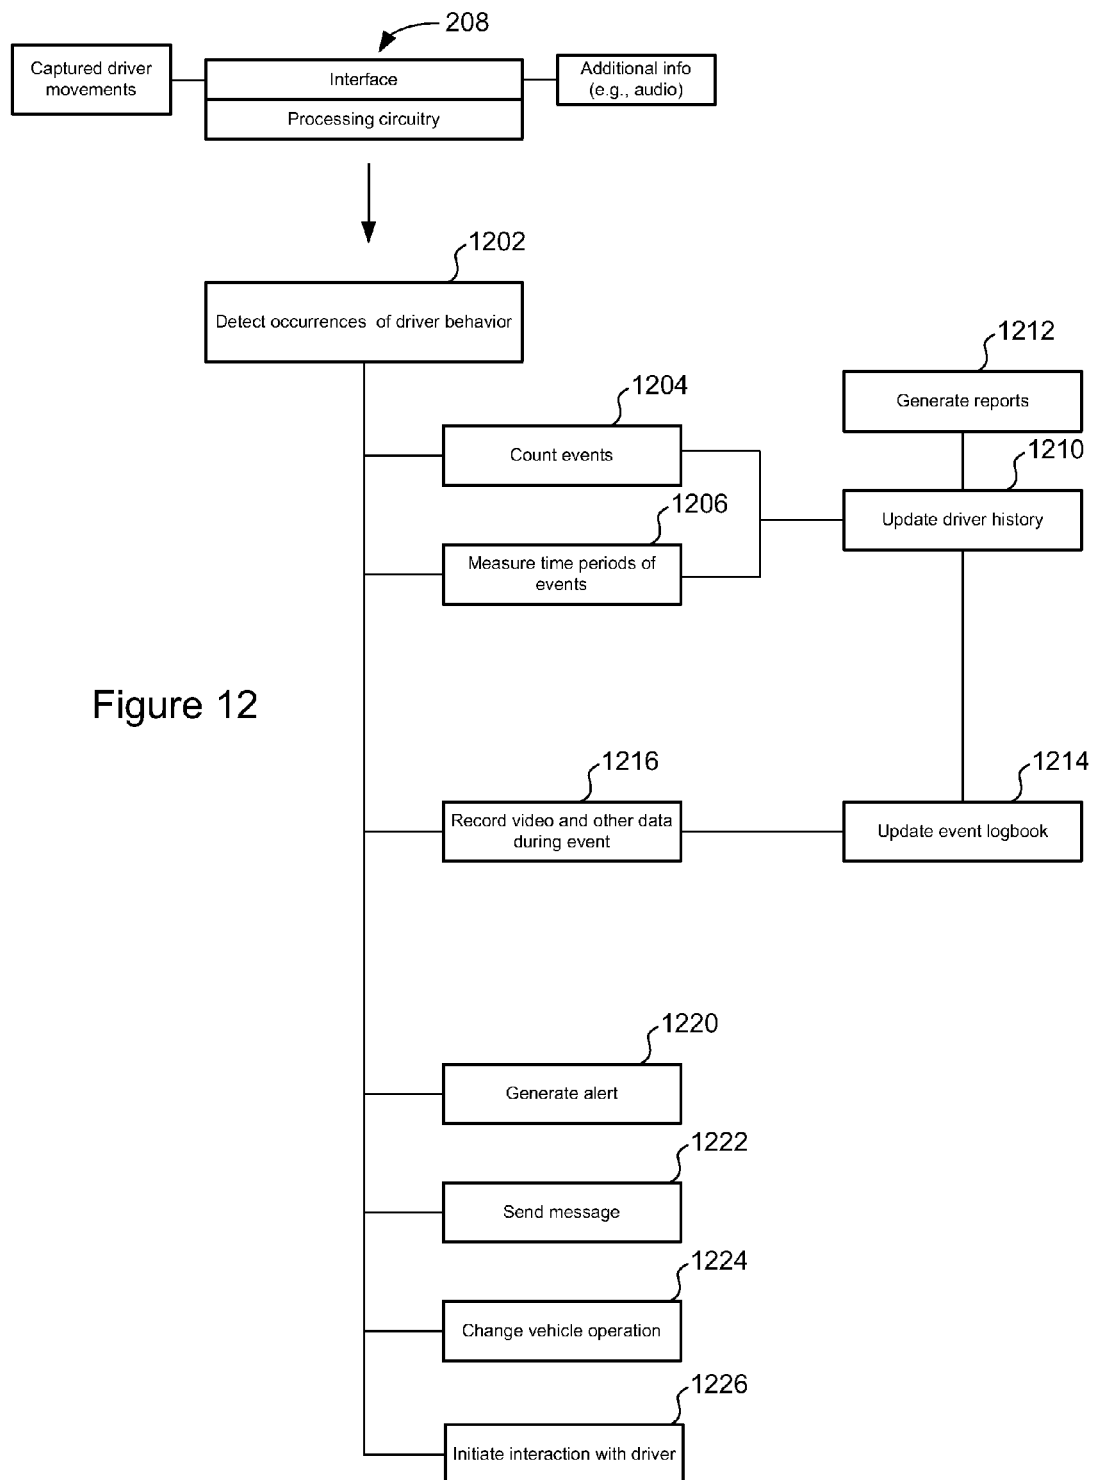 208
Captured driver
movements
Interface
Processing circuitry
Additional info
(e.g., audio)
1202
Detect occurrences of driver behavior
1212
Generate reports
1204
Count events
1210
Update driver history
1206
Measure time periods of
events
Figure 12
1216
Record video and other data
during event
1214
Update event logbook
1220
Generate alert
1222
Send message
1224
Change vehicle operation
1226
Initiate interaction with driver